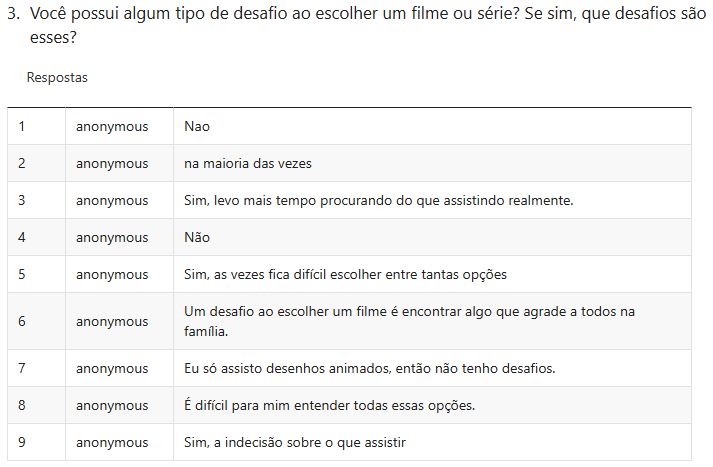 3. Você possui algum tipo de desafio ao escolher um filme ou série? Se sim, que desafios são
esses?
Respostas
1 anonymous Nao
2 anonymous na maioria das vezes
3 anonymous Sim, levo mais tempo procurando do que assistindo realmente.
4 anonymous Não
5 anonymous Sim, as vezes fica difícil escolher entre tantas opções
6 anonymous Um desafio ao escolher um filme é encontrar algo que agrade a todos na
família.
7 anonymous Eu só assisto desenhos animados, então não tenho desafios.
8 anonymous É difícil para mim entender todas essas opções.
9 anonymous Sim, a indecisão sobre o que assistir